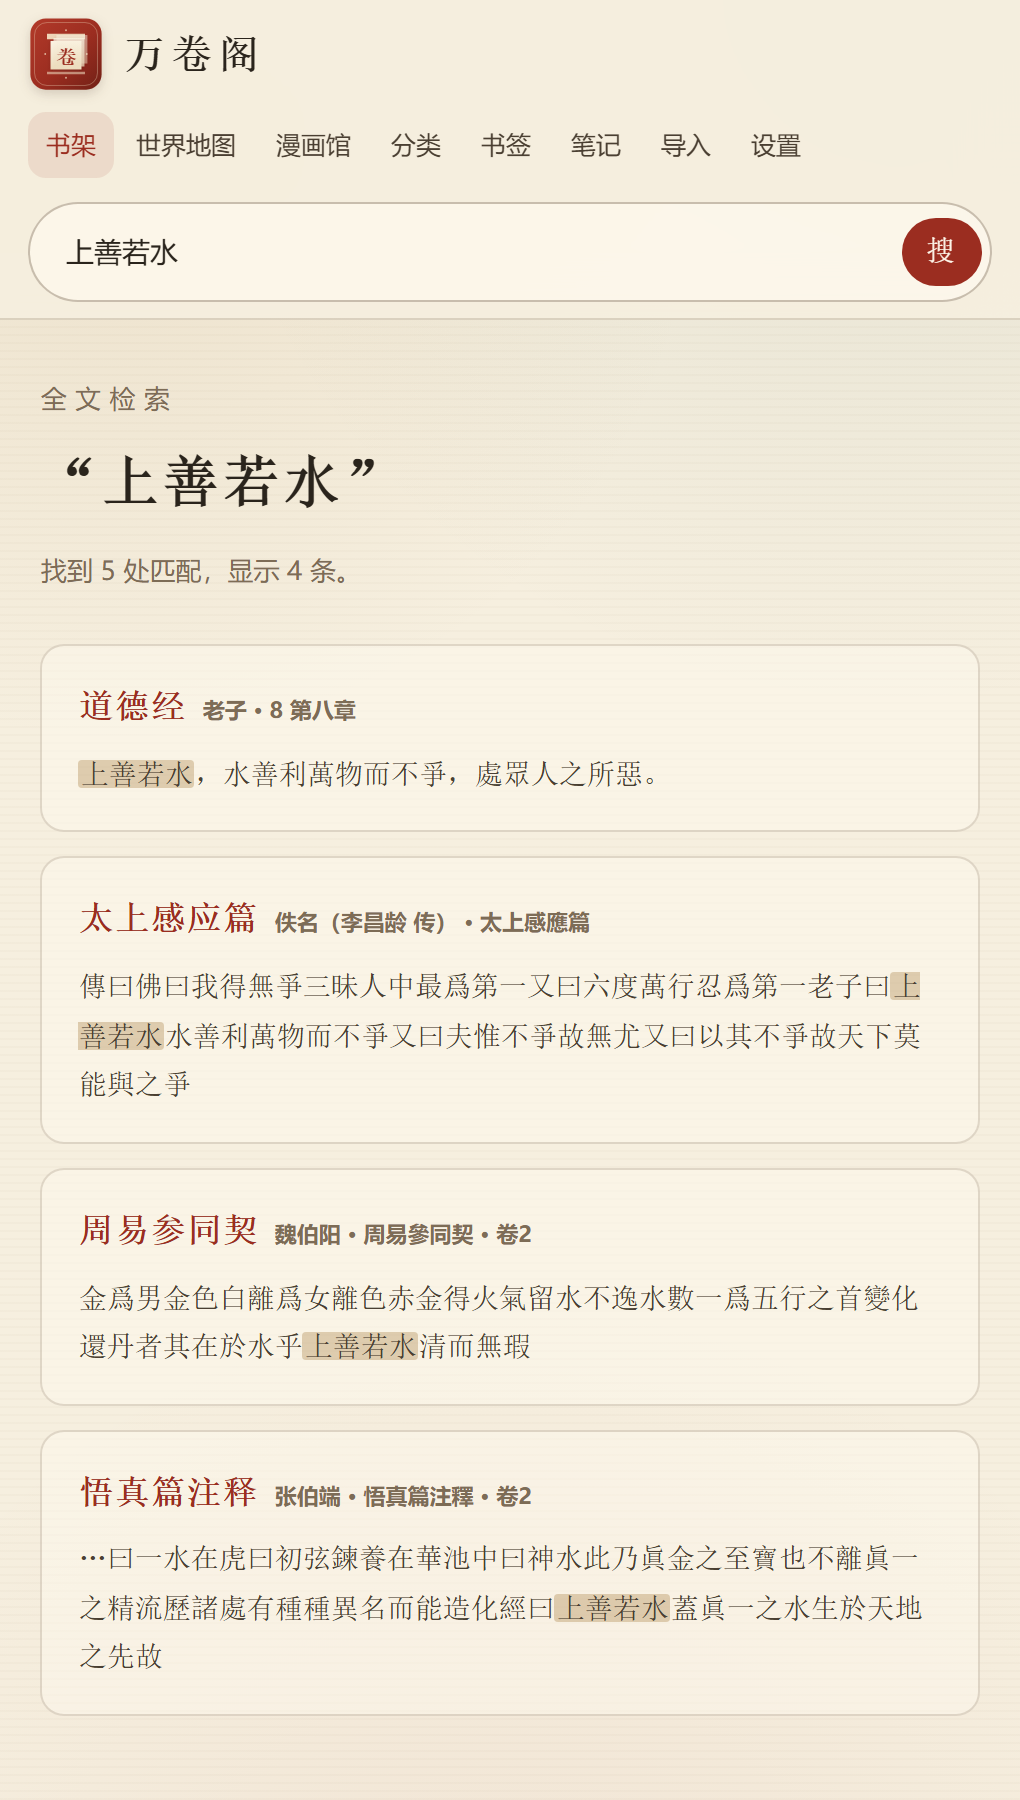 卷
万卷阁
书架 世界地图 漫画馆 分类 书签 笔记 导入 设置
上善若水 搜
全文检索
“上善若水”
找到 5 处匹配，显示 4 条。
道德经 老子・8 第八章
上善若水，水善利萬物而不爭，處眾人之所惡。
太上感应篇 佚名（李昌龄 传）・太上感應篇
傳曰佛曰我得無爭三昧人中最爲第一又曰六度萬行忍爲第一老子曰上
善若水水善利萬物而不爭又曰夫惟不爭故無尤又曰以其不爭故天下莫
能與之爭
周易参同契 魏伯阳・周易參同契・卷2
金爲男金色白離爲女離色赤金得火氣留水不逸水數一爲五行之首變化
還丹者其在於水乎上善若水清而無瑕
悟真篇注释 张伯端・悟真篇注釋・卷2
…曰一水在虎曰初弦鍊養在華池中曰神水此乃眞金之至寶也不離眞一
之精流歷諸處有種種異名而能造化經曰上善若水蓋眞一之水生於天地
之先故